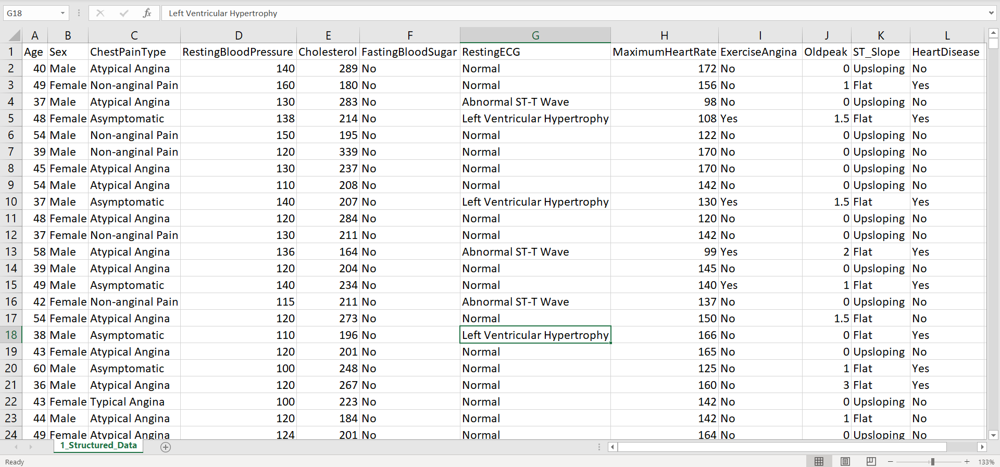 G18 fx Left Ventricular Hypertrophy
A B C D E F G H I J K L
1 Age Sex ChestPainType RestingBloodPressure Cholesterol FastingBloodSugar RestingECG MaximumHeartRate ExerciseAngina Oldpeak ST_Slope HeartDisease
2 40 Male Atypical Angina 140 289 No Normal 172 No 0 Upsloping No
3 49 Female Non-anginal Pain 160 180 No Normal 156 No 1 Flat Yes
4 37 Male Atypical Angina 130 283 No Abnormal ST-T Wave 98 No 0 Upsloping No
5 48 Female Asymptomatic 138 214 No Left Ventricular Hypertrophy 108 Yes 1.5 Flat Yes
6 54 Male Non-anginal Pain 150 195 No Normal 122 No 0 Upsloping No
7 39 Male Non-anginal Pain 120 339 No Normal 170 No 0 Upsloping No
8 45 Female Atypical Angina 130 237 No Normal 170 No 0 Upsloping No
9 54 Male Atypical Angina 110 208 No Normal 142 No 0 Upsloping No
10 37 Male Asymptomatic 140 207 No Left Ventricular Hypertrophy 130 Yes 1.5 Flat Yes
11 48 Female Atypical Angina 120 284 No Normal 120 No 0 Upsloping No
12 37 Female Non-anginal Pain 130 211 No Normal 142 No 0 Upsloping No
13 58 Male Atypical Angina 136 164 No Abnormal ST-T Wave 99 Yes 2 Flat Yes
14 39 Male Atypical Angina 120 204 No Normal 145 No 0 Upsloping No
15 49 Male Asymptomatic 140 234 No Normal 140 Yes 1 Flat Yes
16 42 Female Non-anginal Pain 115 211 No Abnormal ST-T Wave 137 No 0 Upsloping No
17 54 Female Atypical Angina 120 273 No Normal 150 No 1.5 Flat No
18 38 Male Asymptomatic 110 196 No Left Ventricular Hypertrophy 166 No 0 Flat Yes
19 43 Female Atypical Angina 120 201 No Normal 165 No 0 Upsloping No
20 60 Male Asymptomatic 100 248 No Normal 125 No 1 Flat Yes
21 36 Male Atypical Angina 120 267 No Normal 160 No 3 Flat Yes
22 43 Female Typical Angina 100 223 No Normal 142 No 0 Upsloping No
23 44 Male Atypical Angina 120 184 No Normal 142 No 1 Flat No
24 49 Female Atypical Angina 124 201 No Normal 164 No 0 Upsloping No
1_Structured_Data
Ready 133%